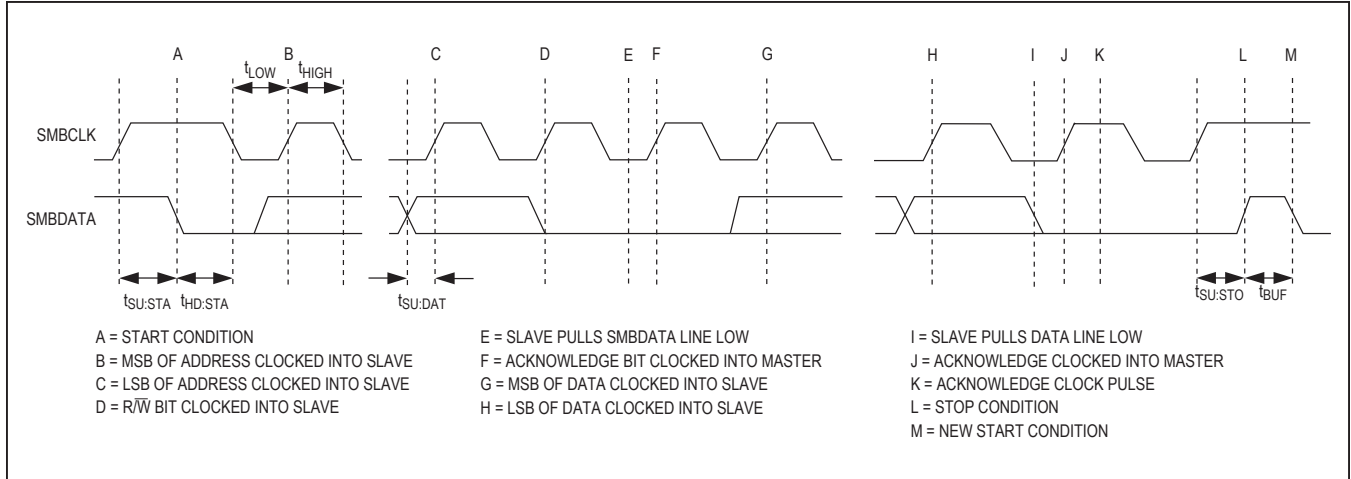 A B C D E F G H I J K L M
tLOW tHIGH
SMBCLK
SMBDATA
tSU:STA tHD:STA tSU:DAT tSU:STO tBUF
A = START CONDITION
B = MSB OF ADDRESS CLOCKED INTO SLAVE
C = LSB OF ADDRESS CLOCKED INTO SLAVE
D = R/W̅ BIT CLOCKED INTO SLAVE
E = SLAVE PULLS SMBDATA LINE LOW
F = ACKNOWLEDGE BIT CLOCKED INTO MASTER
G = MSB OF DATA CLOCKED INTO SLAVE
H = LSB OF DATA CLOCKED INTO SLAVE
I = SLAVE PULLS DATA LINE LOW
J = ACKNOWLEDGE CLOCKED INTO MASTER
K = ACKNOWLEDGE CLOCK PULSE
L = STOP CONDITION
M = NEW START CONDITION